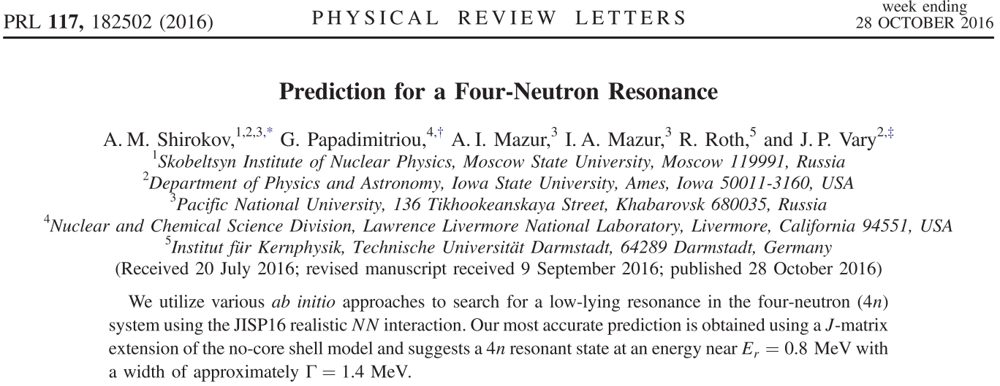 PRL 117, 182502 (2016) PHYSICAL REVIEW LETTERS week ending 28 OCTOBER 2016
Prediction for a Four-Neutron Resonance
A. M. Shirokov,1,2,3,* G. Papadimitriou,4,† A. I. Mazur,3 I. A. Mazur,3 R. Roth,5 and J. P. Vary2,‡
1Skobeltsyn Institute of Nuclear Physics, Moscow State University, Moscow 119991, Russia
2Department of Physics and Astronomy, Iowa State University, Ames, Iowa 50011-3160, USA
3Pacific National University, 136 Tikhookeanskaya Street, Khabarovsk 680035, Russia
4Nuclear and Chemical Science Division, Lawrence Livermore National Laboratory, Livermore, California 94551, USA
5Institut für Kernphysik, Technische Universität Darmstadt, 64289 Darmstadt, Germany
(Received 20 July 2016; revised manuscript received 9 September 2016; published 28 October 2016)
We utilize various ab initio approaches to search for a low-lying resonance in the four-neutron (4n)
system using the JISP16 realistic NN interaction. Our most accurate prediction is obtained using a J-matrix
extension of the no-core shell model and suggests a 4n resonant state at an energy near Er = 0.8 MeV with
a width of approximately Γ = 1.4 MeV.